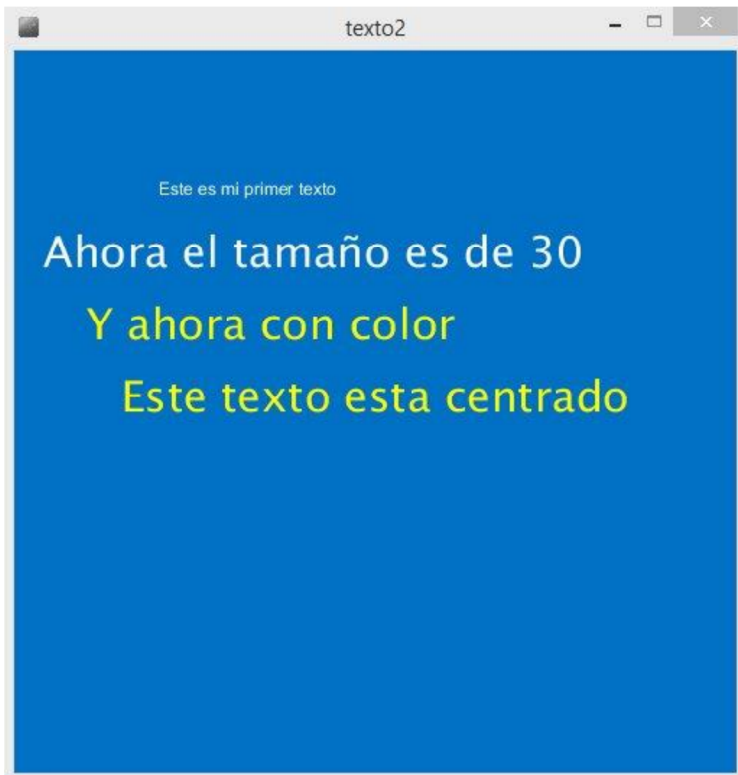 texto2
Este es mi primer texto
Ahora el tamaño es de 30
Y ahora con color
Este texto esta centrado